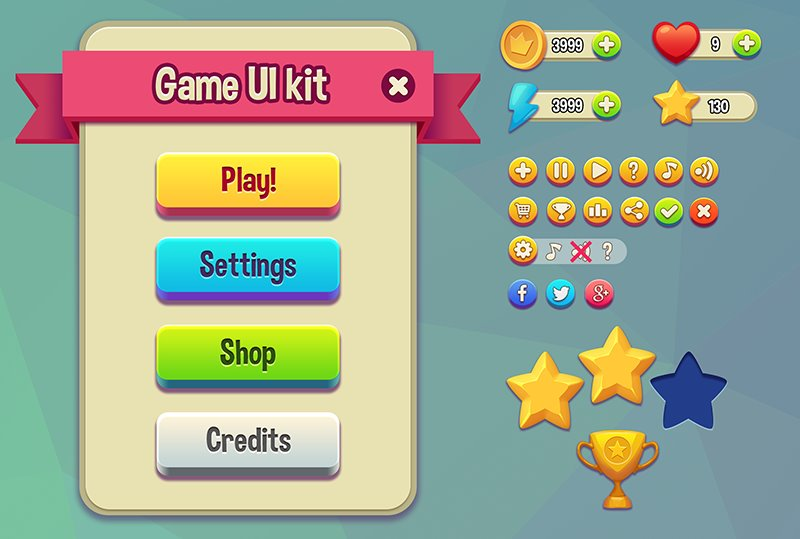 Game UI kit
Play!
Settings
Shop
Credits
3999
9
3999
130
?
?
f
g+